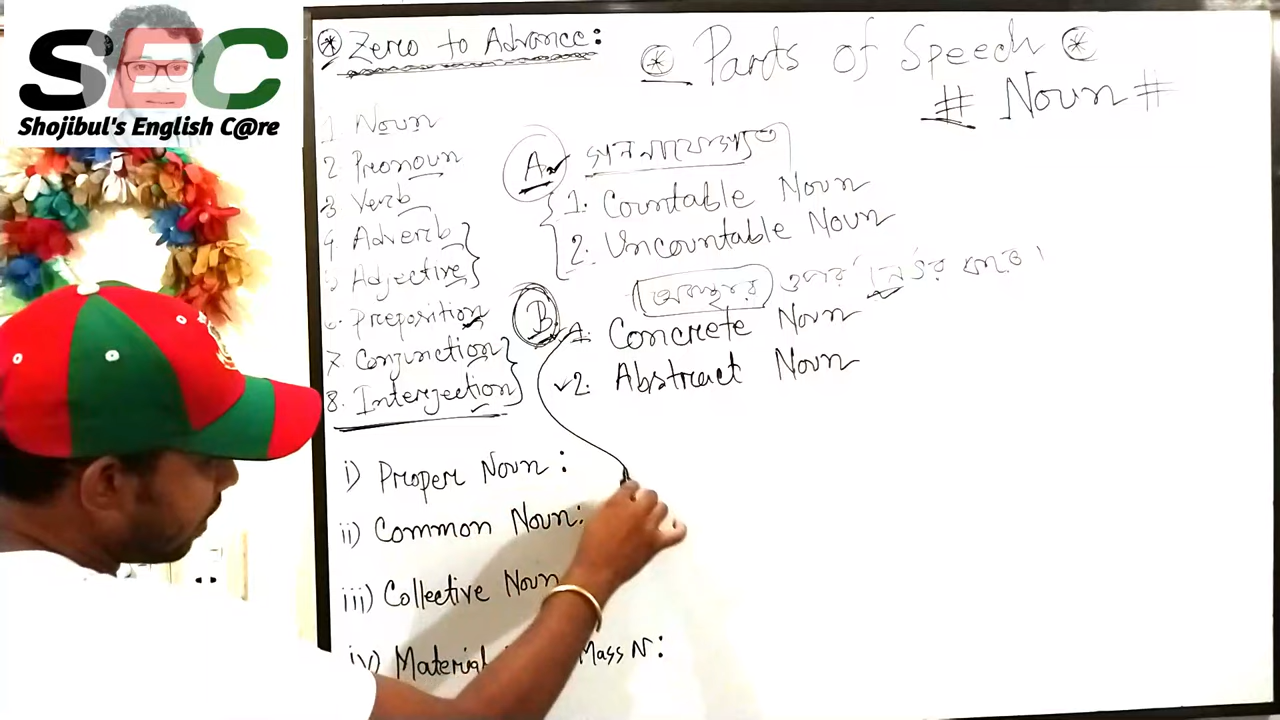 SEC
Shojibul's English C@re
* Zero to Advance:
* Parts of Speech *
# Noun #
1. Noun
2. Pronoun
3. Verb
4. Adverb
5. Adjective
6. Preposition
7. Conjunction
8. Interjection
A.
1. Countable Noun
2. Uncountable Noun
B.
1. Concrete Noun
2. Abstract Noun
i) Proper Noun:
ii) Common Noun:
iii) Collective Noun
iv) Material Mass N: